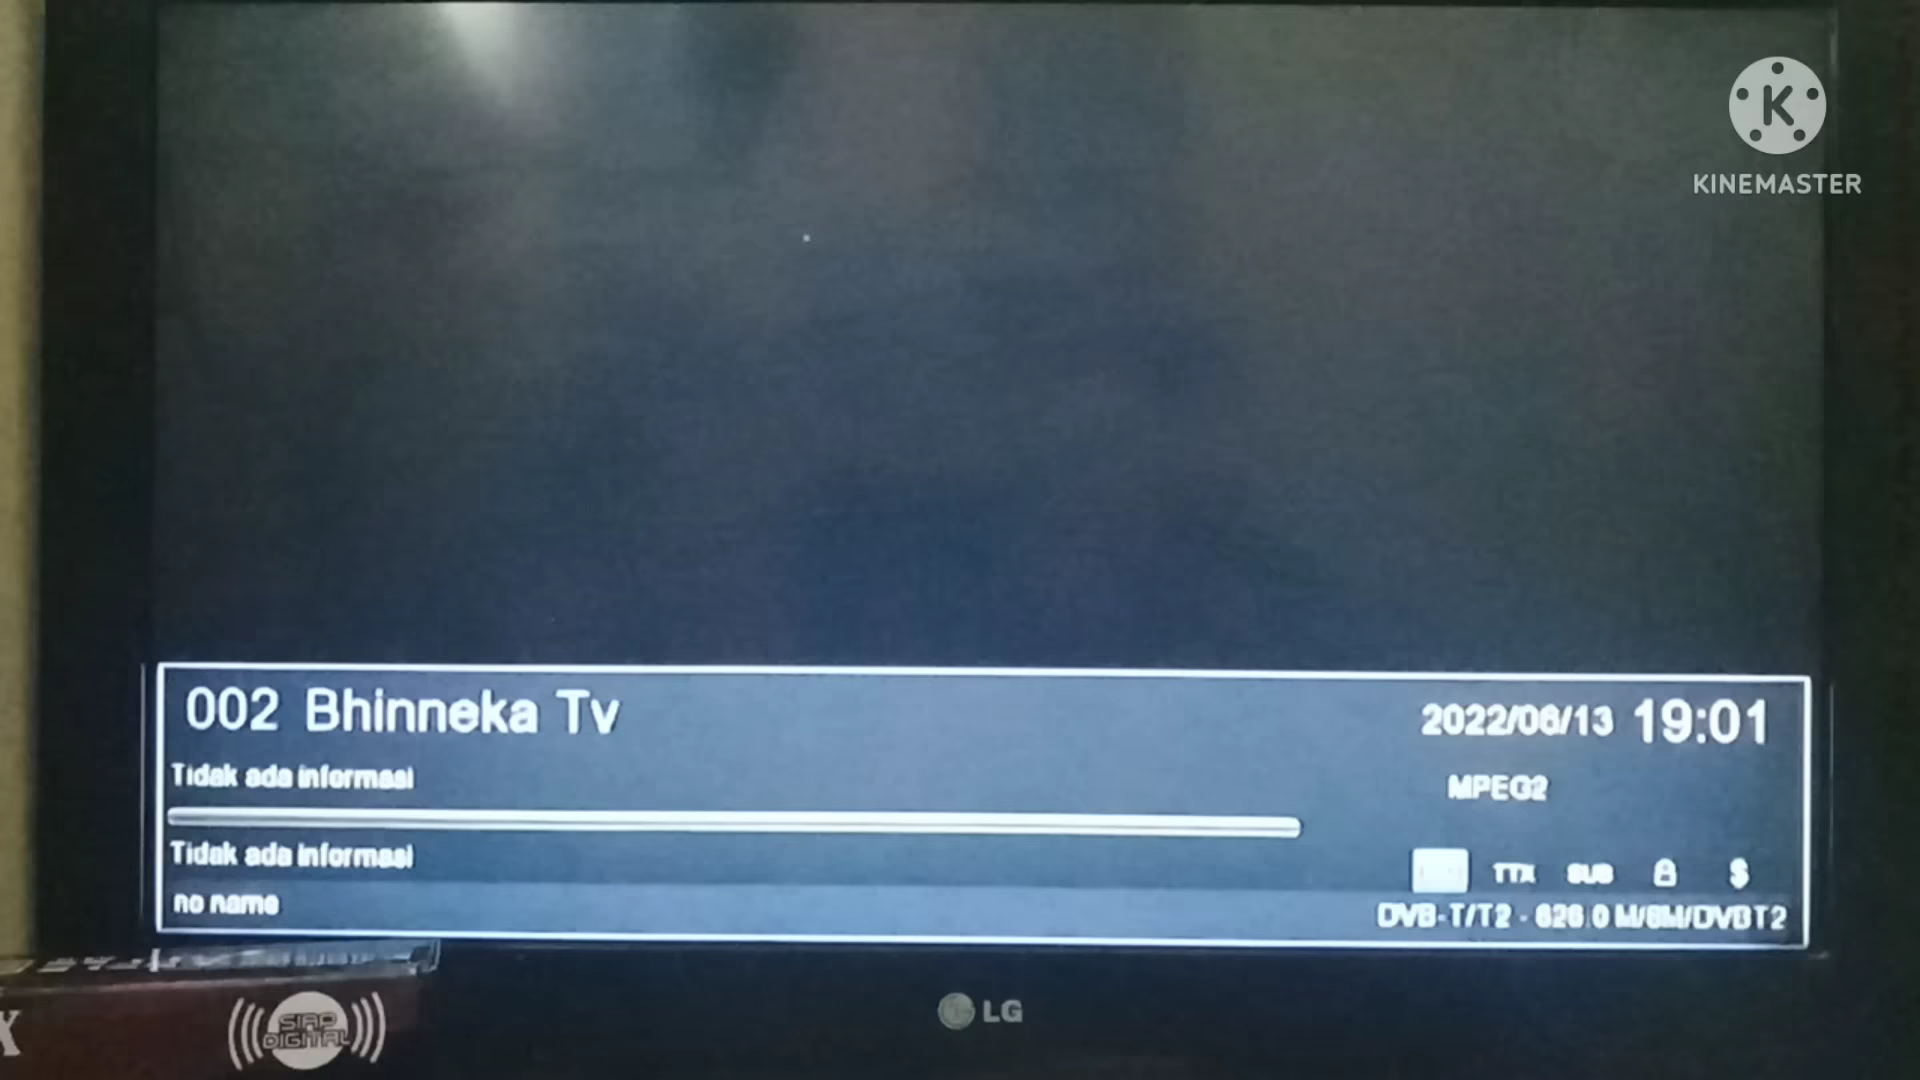 KINEMASTER
002 Bhinneka Tv
2022/06/13 19:01
Tidak ada informasi
MPEG2
Tidak ada informasi
TTX SUB $
no name
DVB-T/T2 - 626.0 M/8M/DVBT2
SIAP
DIGITAL
LG
X